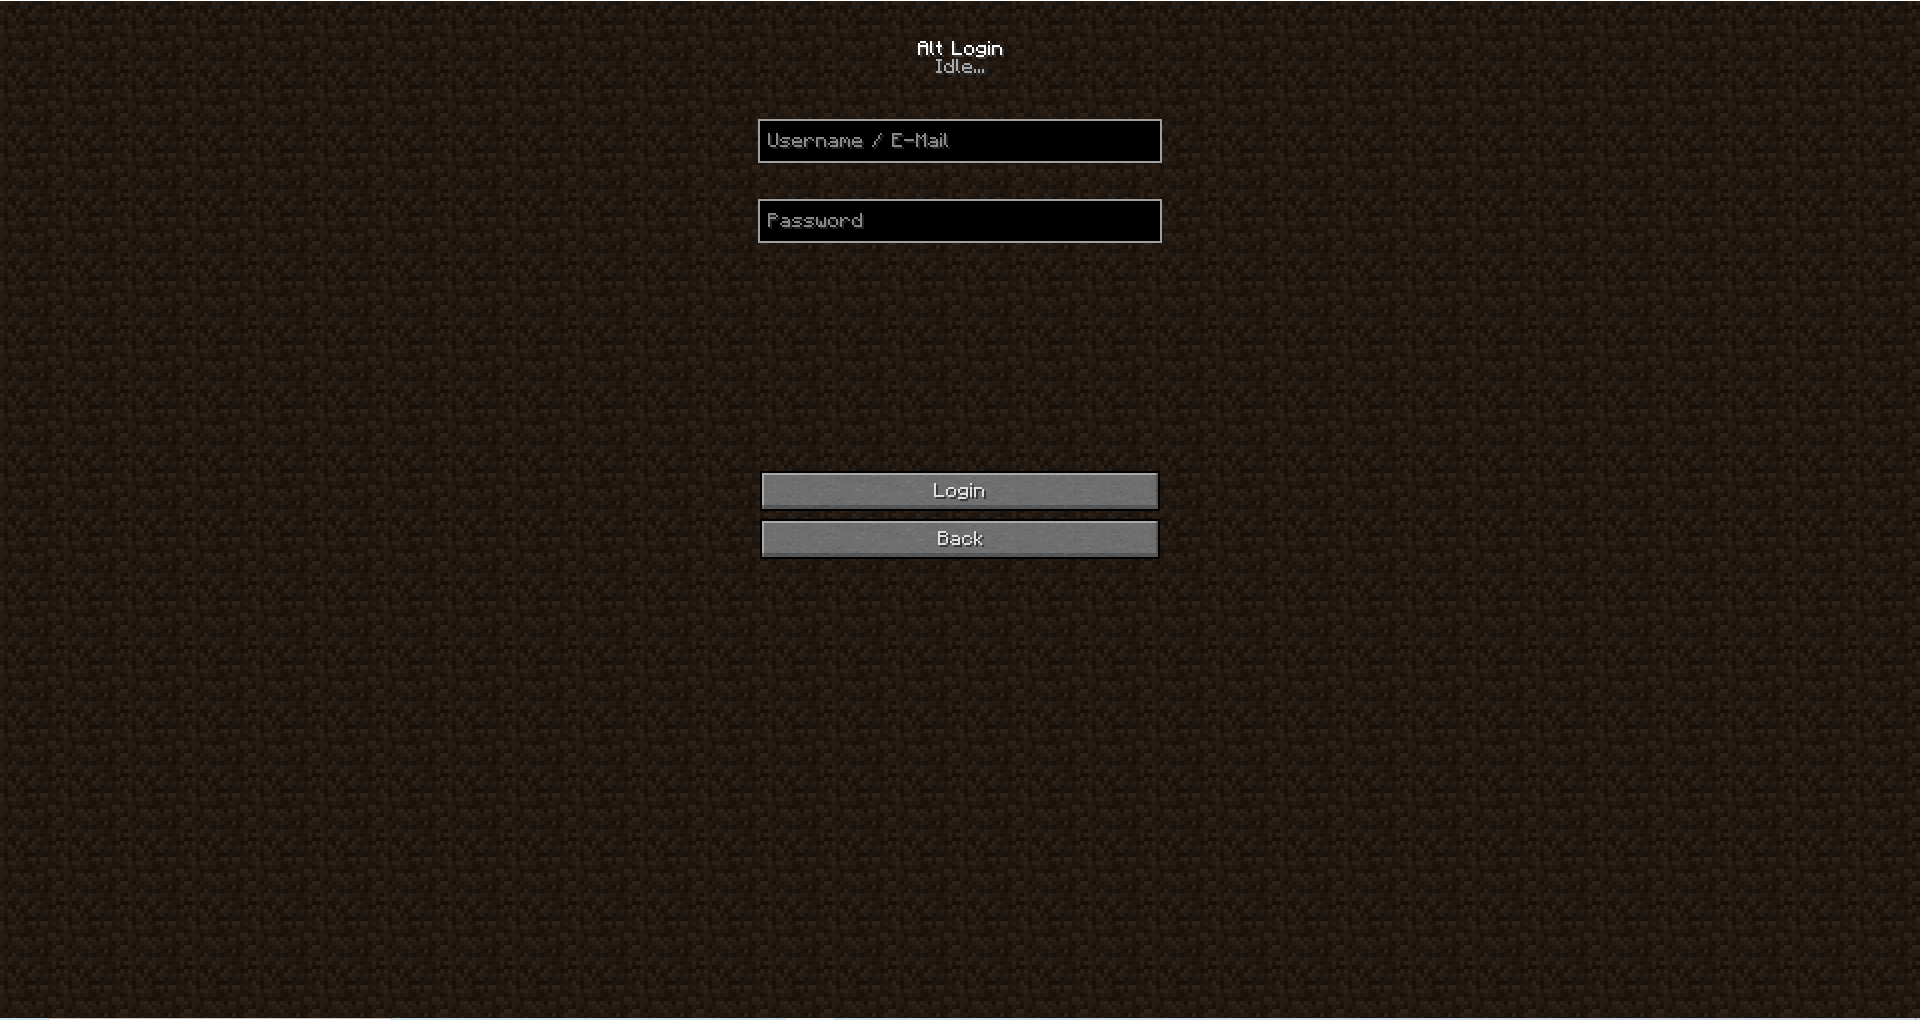 Alt Login
Idle...
Username / E-Mail
Password
Login
Back